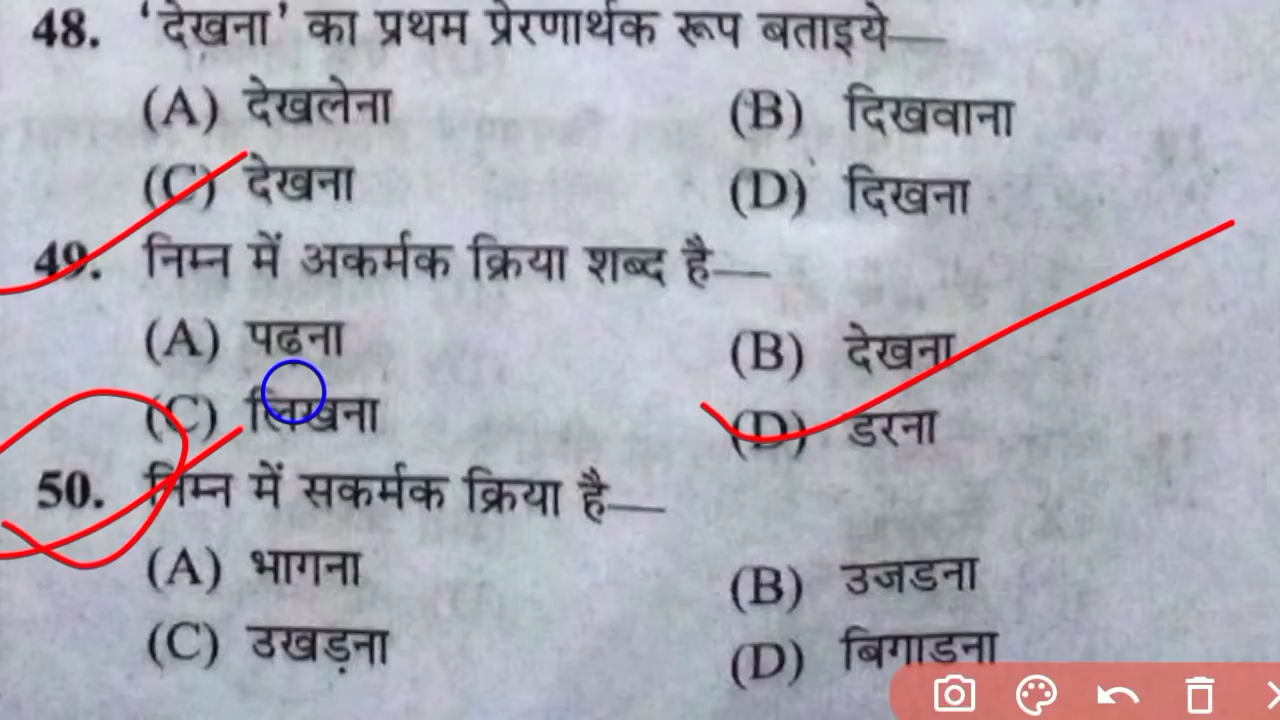 48. 'देखना' का प्रथम प्रेरणार्थक रूप बताइये—
(A) देखलेना (B) दिखवाना
(C) देखना (D) दिखना
49. निम्न में अकर्मक क्रिया शब्द है—
(A) पढना (B) देखना
(C) लिखना (D) डरना
50. निम्न में सकर्मक क्रिया है—
(A) भागना (B) उजडना
(C) उखड़ना (D) बिगाडना